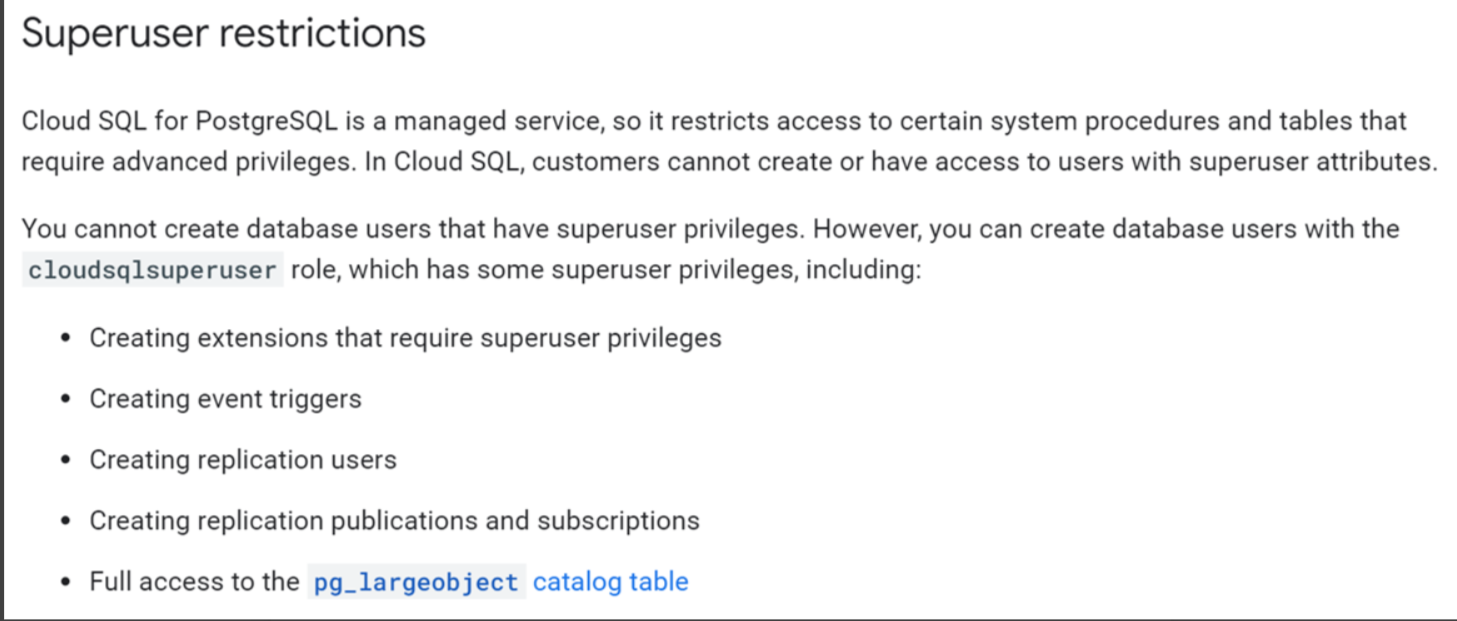 Superuser restrictions
Cloud SQL for PostgreSQL is a managed service, so it restricts access to certain system procedures and tables that
require advanced privileges. In Cloud SQL, customers cannot create or have access to users with superuser attributes.
You cannot create database users that have superuser privileges. However, you can create database users with the
cloudsqlsuperuser role, which has some superuser privileges, including:
• Creating extensions that require superuser privileges
• Creating event triggers
• Creating replication users
• Creating replication publications and subscriptions
• Full access to the pg_largeobject catalog table